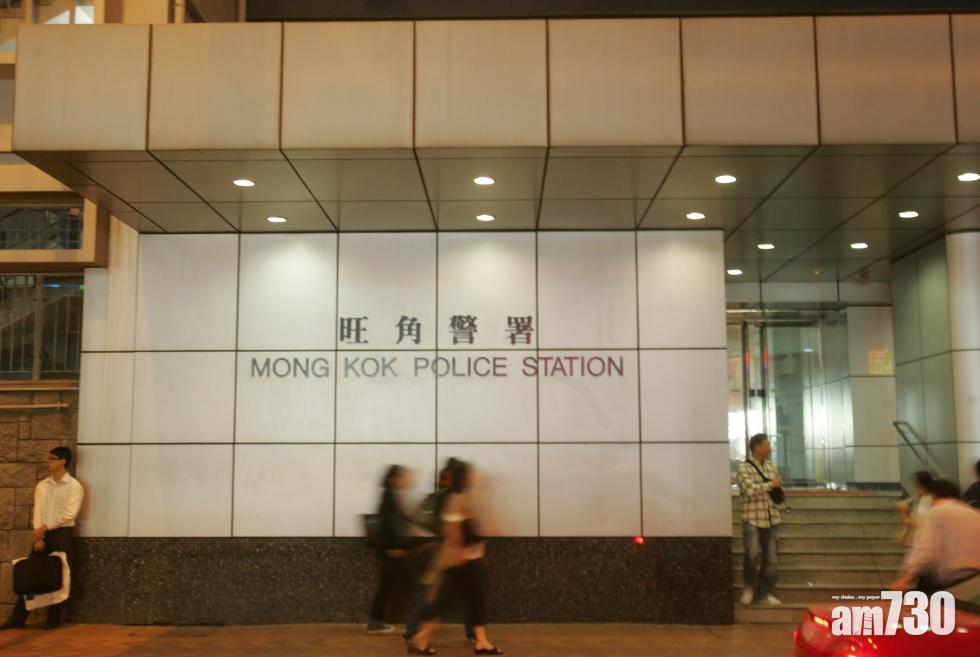 旺角警署
MONG KOK POLICE STATION
my choice . my paper
am730